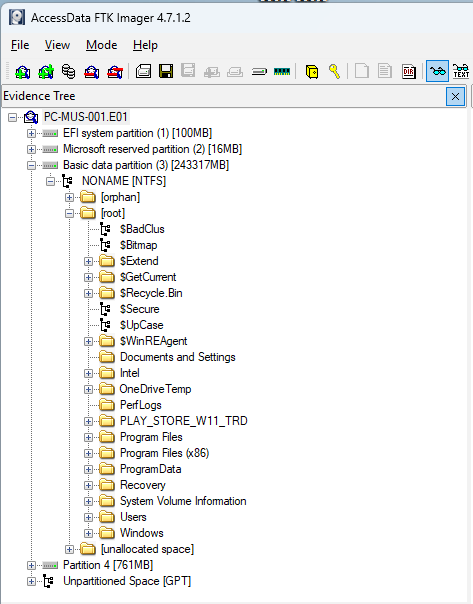 AccessData FTK Imager 4.7.1.2
File View Mode Help
DIR TEXT
Evidence Tree
PC-MUS-001.E01
EFI system partition (1) [100MB]
Microsoft reserved partition (2) [16MB]
Basic data partition (3) [243317MB]
NONAME [NTFS]
[orphan]
[root]
$BadClus
$Bitmap
$Extend
$GetCurrent
$Recycle.Bin
$Secure
$UpCase
$WinREAgent
Documents and Settings
Intel
OneDriveTemp
PerfLogs
PLAY_STORE_W11_TRD
Program Files
Program Files (x86)
ProgramData
Recovery
System Volume Information
Users
Windows
[unallocated space]
Partition 4 [761MB]
Unpartitioned Space [GPT]